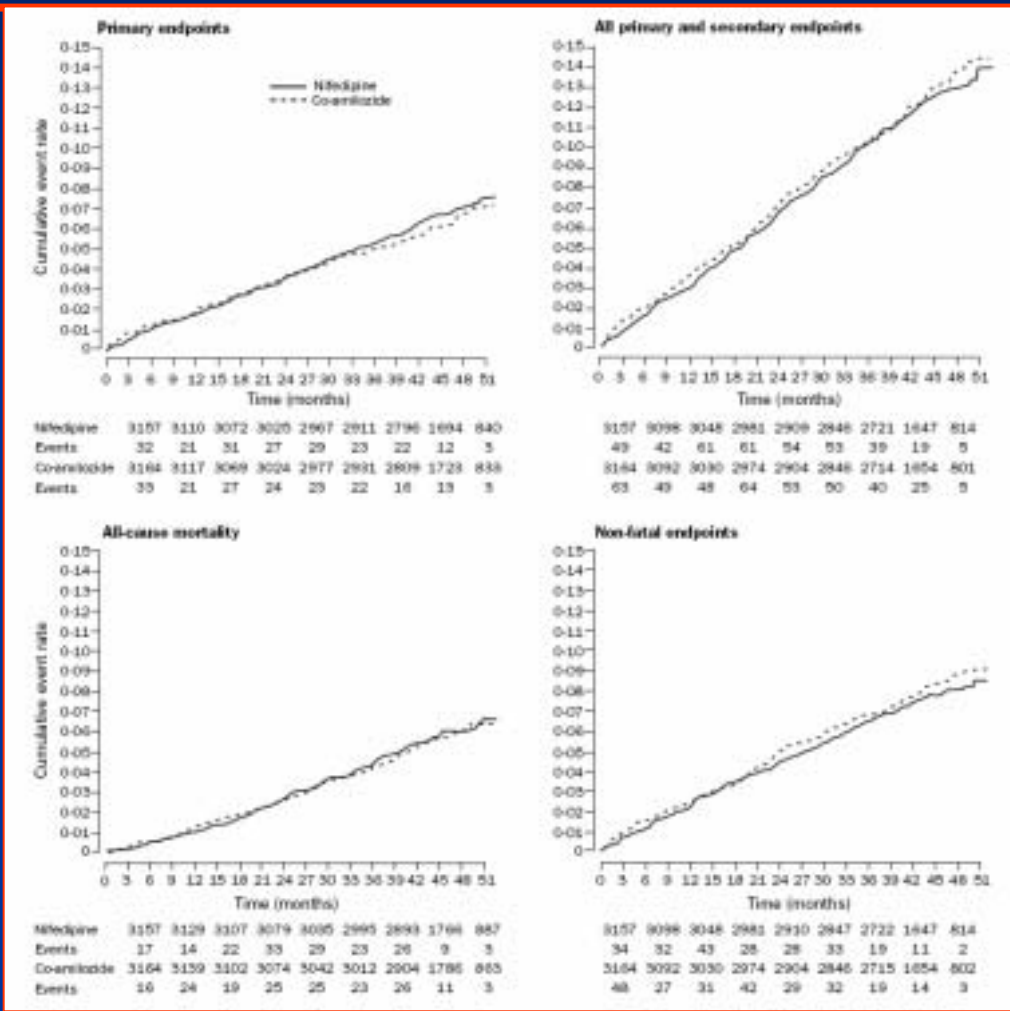 Primary endpoints
0·15
0·14
0·13
0·12
0·11
0·10
0·09
0·08
0·07
0·06
0·05
0·04
0·03
0·02
0·01
0
Cumulative event rate
Nifedipine
Co-amilozide
0 3 6 9 12 15 18 21 24 27 30 33 36 39 42 45 48 51
Time (months)
Nifedipine 3157 3110 3072 3025 2967 2911 2796 1694 840
Events 32 21 31 27 29 23 22 12 5
Co-amilozide 3164 3117 3069 3024 2977 2931 2809 1723 833
Events 33 21 27 24 23 22 16 13 3
All primary and secondary endpoints
0·15
0·14
0·13
0·12
0·11
0·10
0·09
0·08
0·07
0·06
0·05
0·04
0·03
0·02
0·01
0
0 3 6 9 12 15 18 21 24 27 30 33 36 39 42 45 48 51
Time (months)
3157 3098 3048 2981 2909 2846 2721 1647 814
49 42 61 61 54 53 39 19 5
3164 3092 3030 2974 2904 2846 2714 1654 801
63 49 48 64 53 50 40 25 5
All-cause mortality
0·15
0·14
0·13
0·12
0·11
0·10
0·09
0·08
0·07
0·06
0·05
0·04
0·03
0·02
0·01
0
Cumulative event rate
0 3 6 9 12 15 18 21 24 27 30 33 36 39 42 45 48 51
Time (months)
Nifedipine 3157 3129 3107 3079 3035 2995 2893 1766 887
Events 17 14 22 33 29 23 26 9 3
Co-amilozide 3164 3139 3102 3074 3042 3012 2904 1786 863
Events 16 24 19 25 25 23 26 11 3
Non-fatal endpoints
0·15
0·14
0·13
0·12
0·11
0·10
0·09
0·08
0·07
0·06
0·05
0·04
0·03
0·02
0·01
0
0 3 6 9 12 15 18 21 24 27 30 33 36 39 42 45 48 51
Time (months)
3157 3098 3048 2981 2910 2847 2722 1647 814
34 32 43 28 28 33 19 11 2
3164 3092 3030 2974 2904 2846 2715 1654 802
48 27 31 42 29 32 19 14 3